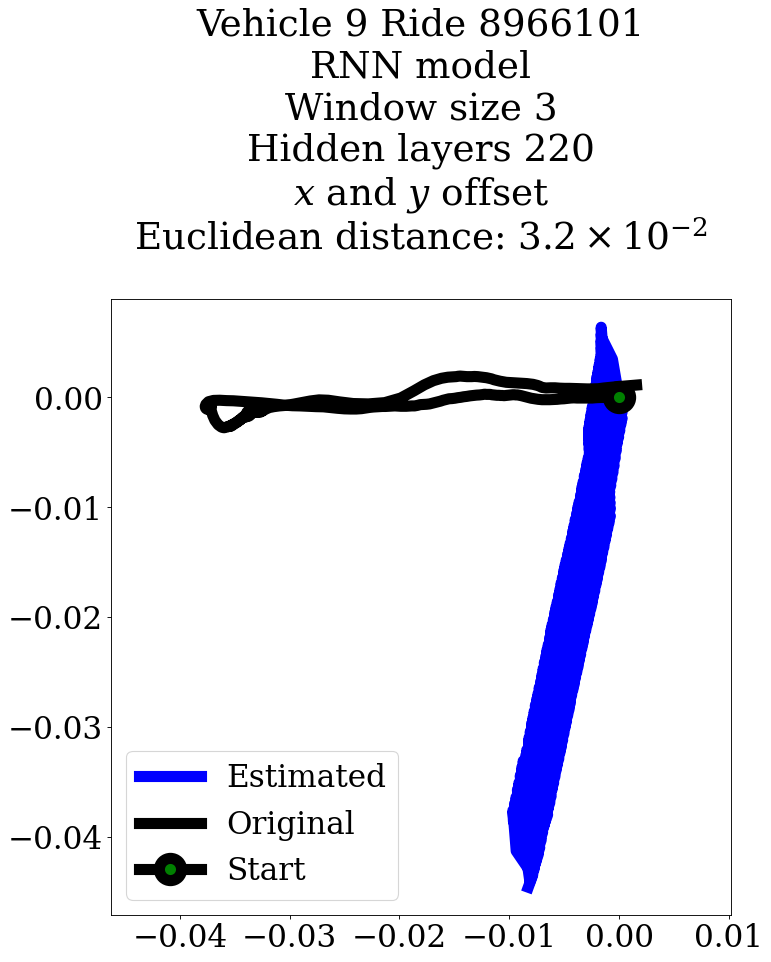 Vehicle 9 Ride 8966101
RNN model
Window size 3
Hidden layers 220
x and y offset
Euclidean distance: 3.2 × 10⁻²
0.00
−0.01
−0.02
−0.03
−0.04
Estimated
Original
Start
−0.04 −0.03 −0.02 −0.01 0.00 0.01